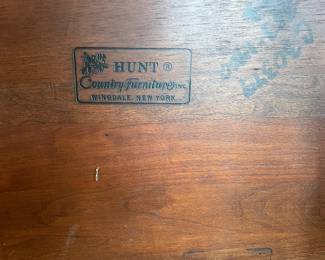 HUNT ®
Country Furniture INC.
WINGDALE, NEW YORK